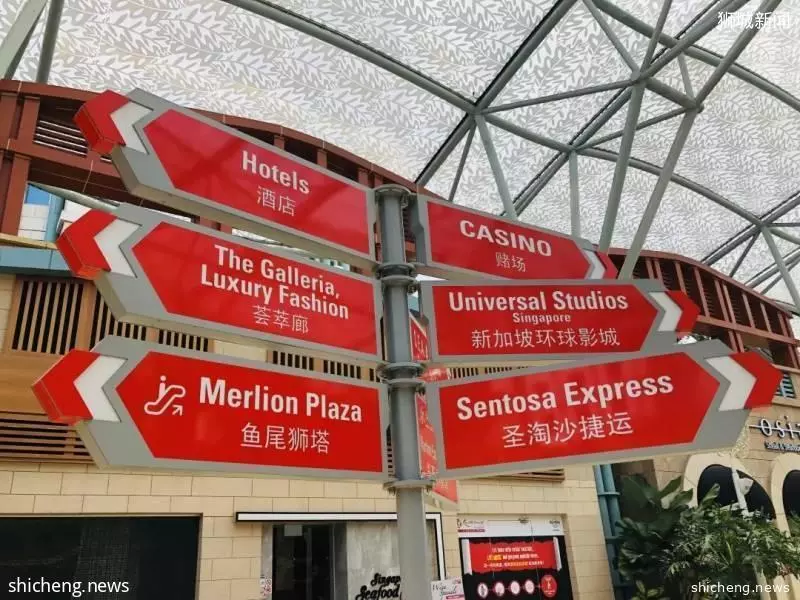 狮城新闻
Hotels
酒店
The Galleria,
Luxury Fashion
荟萃廊
Merlion Plaza
鱼尾狮塔
CASINO
赌场
Universal Studios
Singapore
新加坡环球影城
Sentosa Express
圣淘沙捷运
OSI
Seafood
shicheng.news
shicheng.news